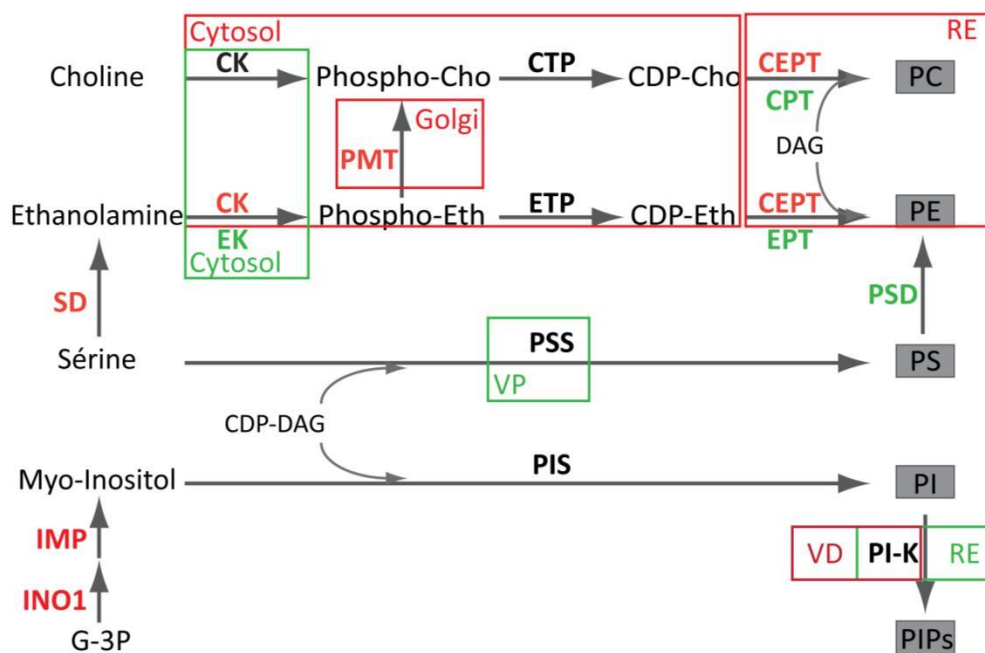 Cytosol
RE
Choline
CK
Phospho-Cho
CTP
CDP-Cho
CEPT
CPT
PC
Golgi
PMT
DAG
Ethanolamine
CK
EK
Phospho-Eth
ETP
CDP-Eth
CEPT
EPT
PE
Cytosol
SD
PSD
Sérine
PSS
VP
PS
CDP-DAG
Myo-Inositol
PIS
PI
IMP
VD
PI-K
RE
INO1
G-3P
PIPs